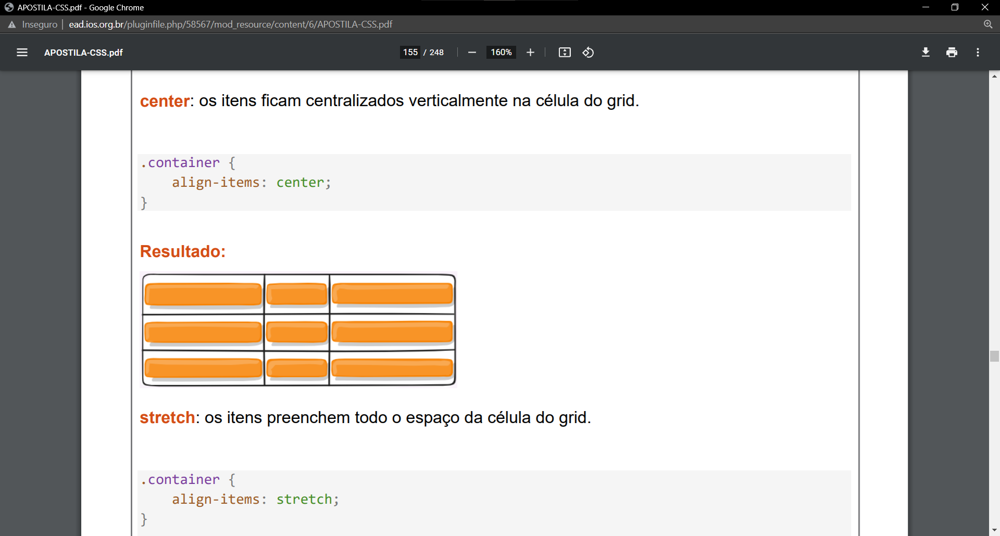 APOSTILA-CSS.pdf - Google Chrome
Inseguro | ead.ios.org.br/pluginfile.php/58567/mod_resource/content/6/APOSTILA-CSS.pdf
APOSTILA-CSS.pdf 155 / 248 160%
center: os itens ficam centralizados verticalmente na célula do grid.
.container {
    align-items: center;
}
Resultado:
stretch: os itens preenchem todo o espaço da célula do grid.
.container {
    align-items: stretch;
}